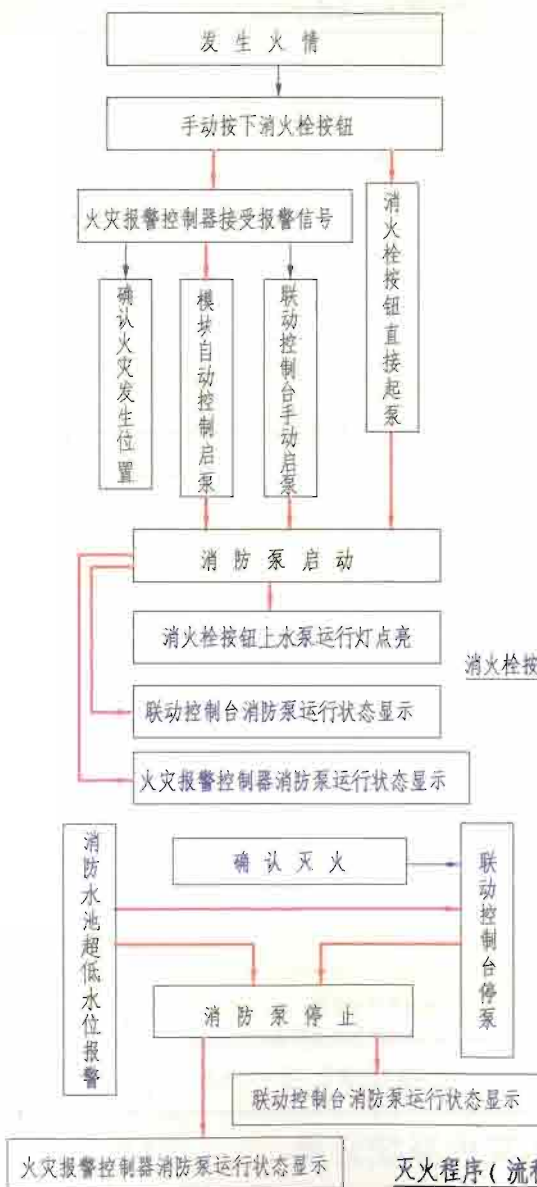 发生火情
手动按下消火栓按钮
火灾报警控制器接受报警信号
消火栓按钮直接起泵
确认火灾发生位置
模块自动控制启泵
联动控制台手动启泵
消防泵启动
消火栓按钮上水泵运行灯点亮
消火栓按
联动控制台消防泵运行状态显示
火灾报警控制器消防泵运行状态显示
消防水池超低水位报警
确认灭火
联动控制台停泵
消防泵停止
联动控制台消防泵运行状态显示
火灾报警控制器消防泵运行状态显示
灭火程序(流程